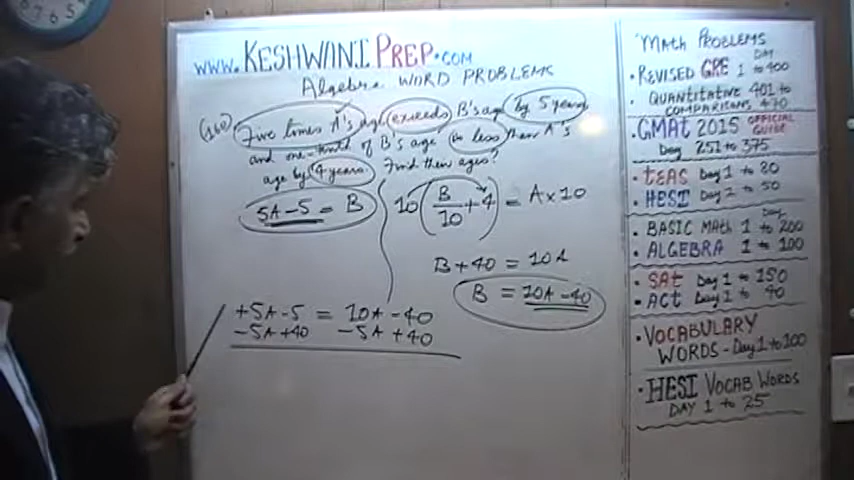 WWW.KESHWANIPREP.COM
Algebra WORD PROBLEMS
(160) Five times A's age exceeds B's age by 5 years
and one-tenth of B's age is less than A's
age by 4 years. Find their ages?
5A-5 = B
10(B/10+4) = A×10
B+40 = 10A
B = 10A-40
+5A-5 = 10A-40
-5A+40 -5A+40
Math PROBLEMS
DAY
• REVISED GRE 1 to 400
• QUANTITATIVE 401 to
COMPARISONS 470
GMAT 2015 OFFICIAL GUIDE
Day 251 to 375
• TEAS Day 1 to 80
• HESI Day 2 to 50
Day
• BASIC MATH 1 to 200
• ALGEBRA 1 to 100
• SAT Day 1 to 150
• ACT Day 1 to 40
• VOCABULARY
WORDS - Day 1 to 100
• HESI VOCAB WORDS
DAY 1 TO 25